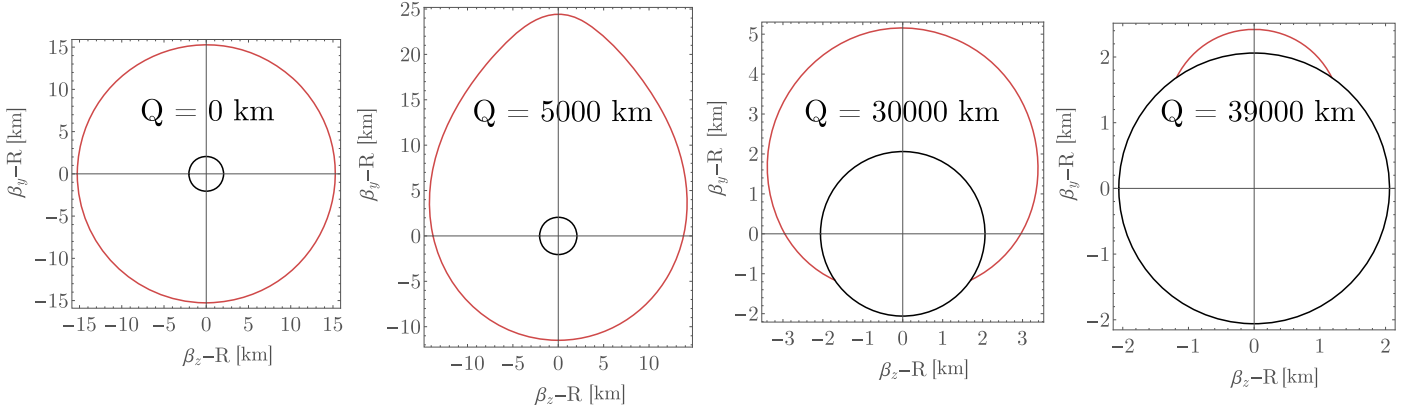 15
10
5
0
−5
−10
−15
β_y−R [km]
Q = 0 km
−15 −10 −5 0 5 10 15
β_z−R [km]
25
20
15
10
5
0
−5
−10
β_y−R [km]
Q = 5000 km
−10 −5 0 5 10
β_z−R [km]
5
4
3
2
1
0
−1
−2
β_y−R [km]
Q = 30000 km
−3 −2 −1 0 1 2 3
β_z−R [km]
2
1
0
−1
−2
β_y−R [km]
Q = 39000 km
−2 −1 0 1 2
β_z−R [km]